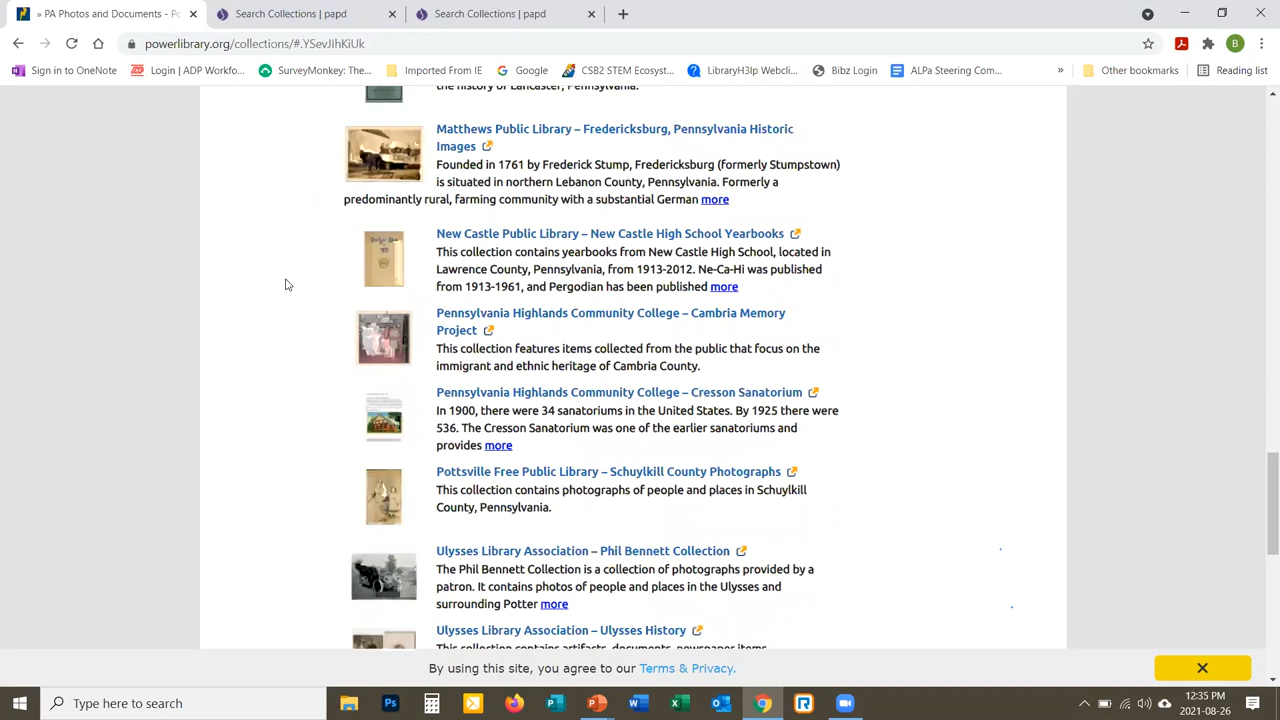 » PA Photos and Documents - Po
Search Collections | papd
Search Collections | papd
powerlibrary.org/collections/#.YSevJIhKiUk
B
Sign in to OneNote
Login | ADP Workfo...
SurveyMonkey: The...
Imported From IE
Google
CSB2 STEM Ecosyst...
LibraryH3lp Webcli...
Bibz Login
ALPa Steering Com...
»
Other bookmarks
Reading list
the history of Lancaster, Pennsylvania.
Matthews Public Library – Fredericksburg, Pennsylvania Historic
Images
Founded in 1761 by Frederick Stump, Fredericksburg (formerly Stumpstown)
is situated in northern Lebanon County, Pennsylvania. Formerly a
predominantly rural, farming community with a substantial German more
New Castle Public Library – New Castle High School Yearbooks
This collection contains yearbooks from New Castle High School, located in
Lawrence County, Pennsylvania, from 1913-2012. Ne-Ca-Hi was published
from 1913-1961, and Pergodian has been published more
Pennsylvania Highlands Community College – Cambria Memory
Project
This collection features items collected from the public that focus on the
immigrant and ethnic heritage of Cambria County.
Pennsylvania Highlands Community College – Cresson Sanatorium
In 1900, there were 34 sanatoriums in the United States. By 1925 there were
536. The Cresson Sanatorium was one of the earlier sanatoriums and
provides more
Pottsville Free Public Library – Schuylkill County Photographs
This collection contains photographs of people and places in Schuylkill
County, Pennsylvania.
Ulysses Library Association – Phil Bennett Collection
The Phil Bennett Collection is a collection of photographs provided by a
patron. It contains photos of people and places in the Ulysses and
surrounding Potter more
Ulysses Library Association – Ulysses History
This collection contains artifacts, documents, newspaper items,
By using this site, you agree to our Terms & Privacy.
Type here to search
12:35 PM
2021-08-26